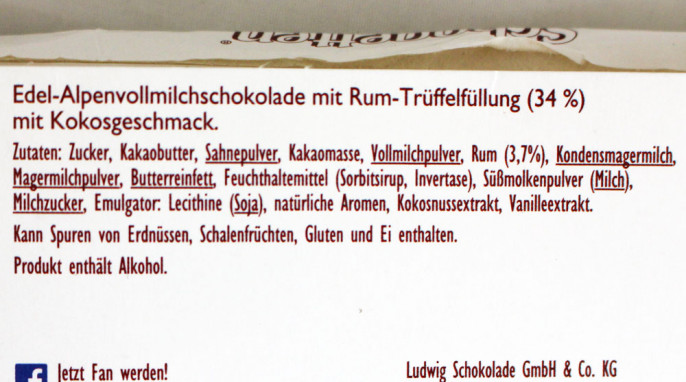 Schogetten®
Edel-Alpenvollmilchschokolade mit Rum-Trüffelfüllung (34 %)
mit Kokosgeschmack.
Zutaten: Zucker, Kakaobutter, Sahnepulver, Kakaomasse, Vollmilchpulver, Rum (3,7%), Kondensmagermilch,
Magermilchpulver, Butterreinfett, Feuchthaltemittel (Sorbitsirup, Invertase), Süßmolkenpulver (Milch),
Milchzucker, Emulgator: Lecithine (Soja), natürliche Aromen, Kokosnussextrakt, Vanilleextrakt.
Kann Spuren von Erdnüssen, Schalenfrüchten, Gluten und Ei enthalten.
Produkt enthält Alkohol.
f Jetzt Fan werden!
Ludwig Schokolade GmbH & Co. KG